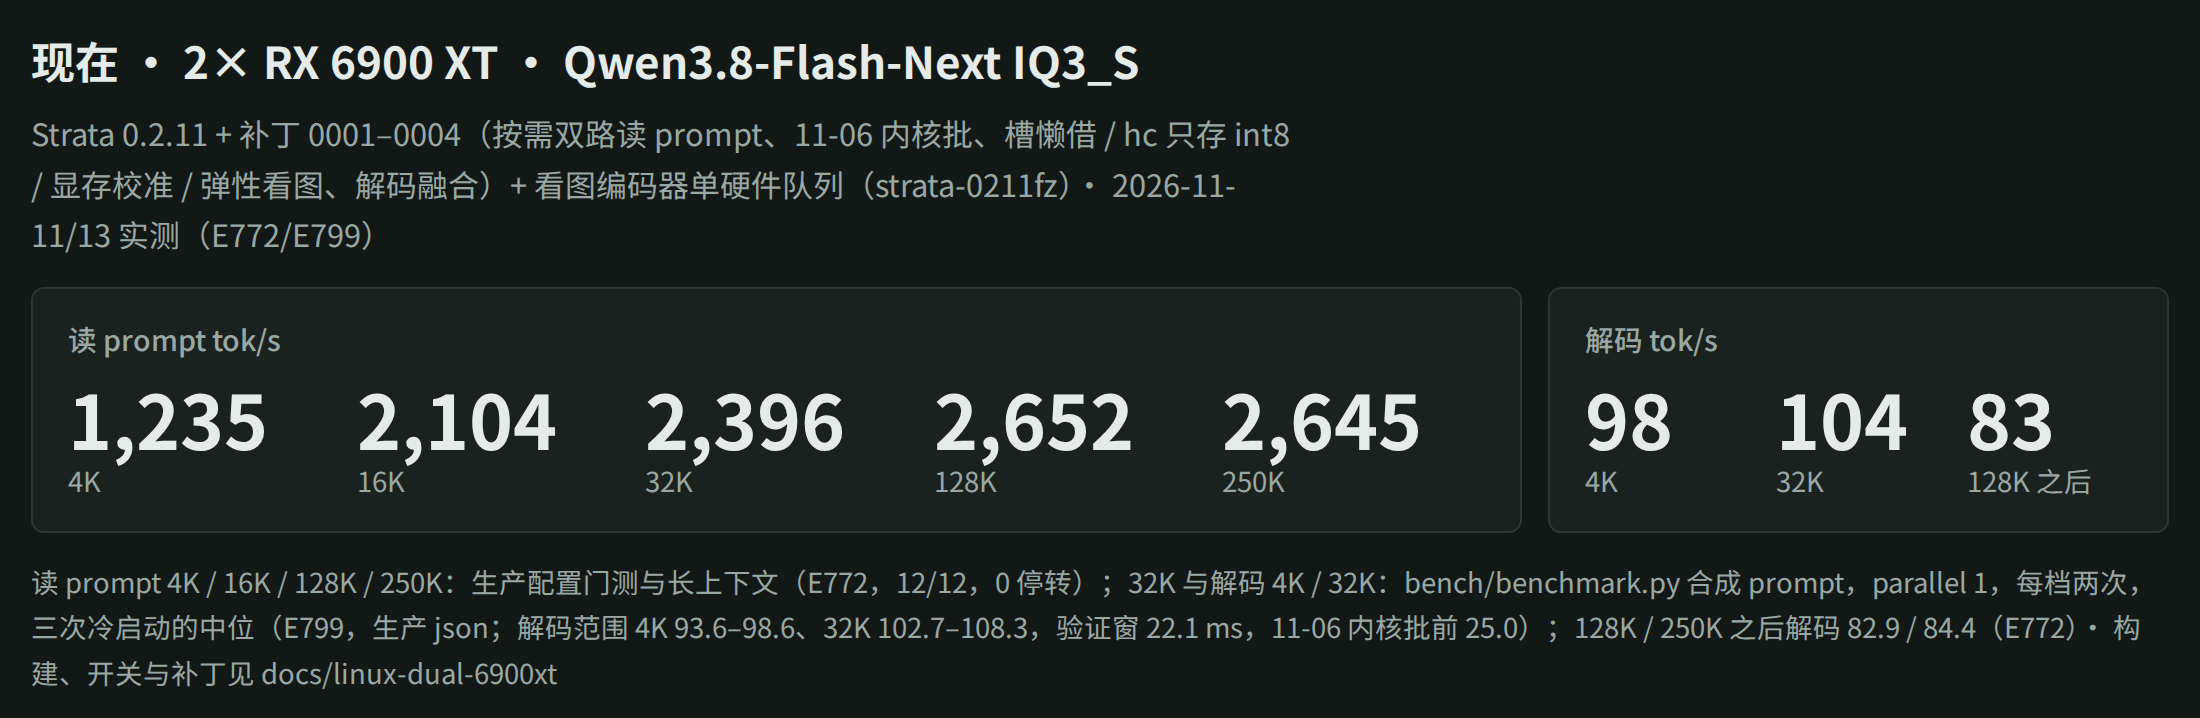 现在 · 2× RX 6900 XT · Qwen3.8-Flash-Next IQ3_S
Strata 0.2.11 + 补丁 0001–0004（按需双路读 prompt、11-06 内核批、槽懒借 / hc 只存 int8
/ 显存校准 / 弹性看图、解码融合）+ 看图编码器单硬件队列（strata-0211fz）· 2026-11-
11/13 实测（E772/E799）
读 prompt tok/s
1,235 2,104 2,396 2,652 2,645
4K 16K 32K 128K 250K
解码 tok/s
98 104 83
4K 32K 128K 之后
读 prompt 4K / 16K / 128K / 250K：生产配置门测与长上下文（E772，12/12，0 停转）；32K 与解码 4K / 32K：bench/benchmark.py 合成 prompt，parallel 1，每档两次，
三次冷启动的中位（E799，生产 json；解码范围 4K 93.6–98.6、32K 102.7–108.3，验证窗 22.1 ms，11-06 内核批前 25.0）；128K / 250K 之后解码 82.9 / 84.4（E772）· 构
建、开关与补丁见 docs/linux-dual-6900xt